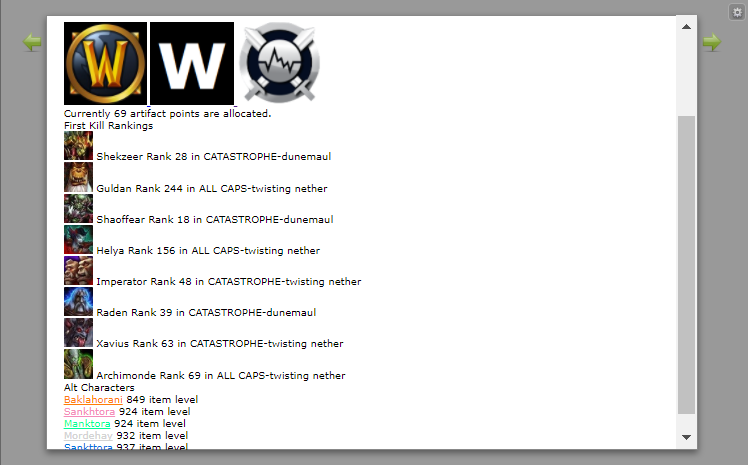 W W
Currently 69 artifact points are allocated.
First Kill Rankings
Shekzeer Rank 28 in CATASTROPHE-dunemaul
Guldan Rank 244 in ALL CAPS-twisting nether
Shaoffear Rank 18 in CATASTROPHE-dunemaul
Helya Rank 156 in ALL CAPS-twisting nether
Imperator Rank 48 in CATASTROPHE-twisting nether
Raden Rank 39 in CATASTROPHE-dunemaul
Xavius Rank 63 in CATASTROPHE-twisting nether
Archimonde Rank 69 in ALL CAPS-twisting nether
Alt Characters
Baklahorani 849 item level
Sankhtora 924 item level
Manktora 924 item level
Mordehay 932 item level
Sankttora 937 item level